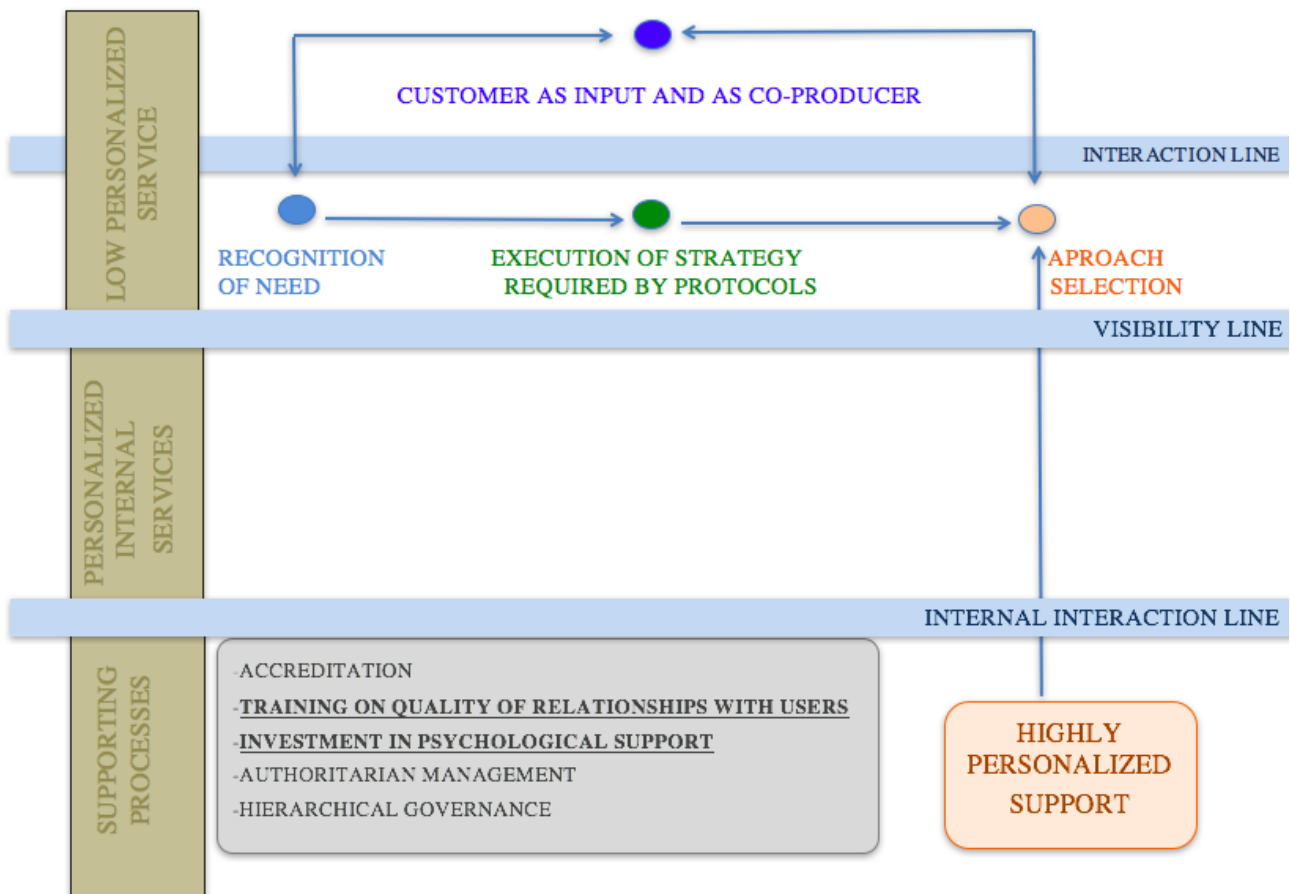 LOW PERSONALIZED
SERVICE
CUSTOMER AS INPUT AND AS CO-PRODUCER
INTERACTION LINE
RECOGNITION
OF NEED
EXECUTION OF STRATEGY
REQUIRED BY PROTOCOLS
APROACH
SELECTION
VISIBILITY LINE
PERSONALIZED
INTERNAL
SERVICES
INTERNAL INTERACTION LINE
SUPPORTING
PROCESSES
-ACCREDITATION
-TRAINING ON QUALITY OF RELATIONSHIPS WITH USERS
-INVESTMENT IN PSYCHOLOGICAL SUPPORT
-AUTHORITARIAN MANAGEMENT
-HIERARCHICAL GOVERNANCE
HIGHLY
PERSONALIZED
SUPPORT